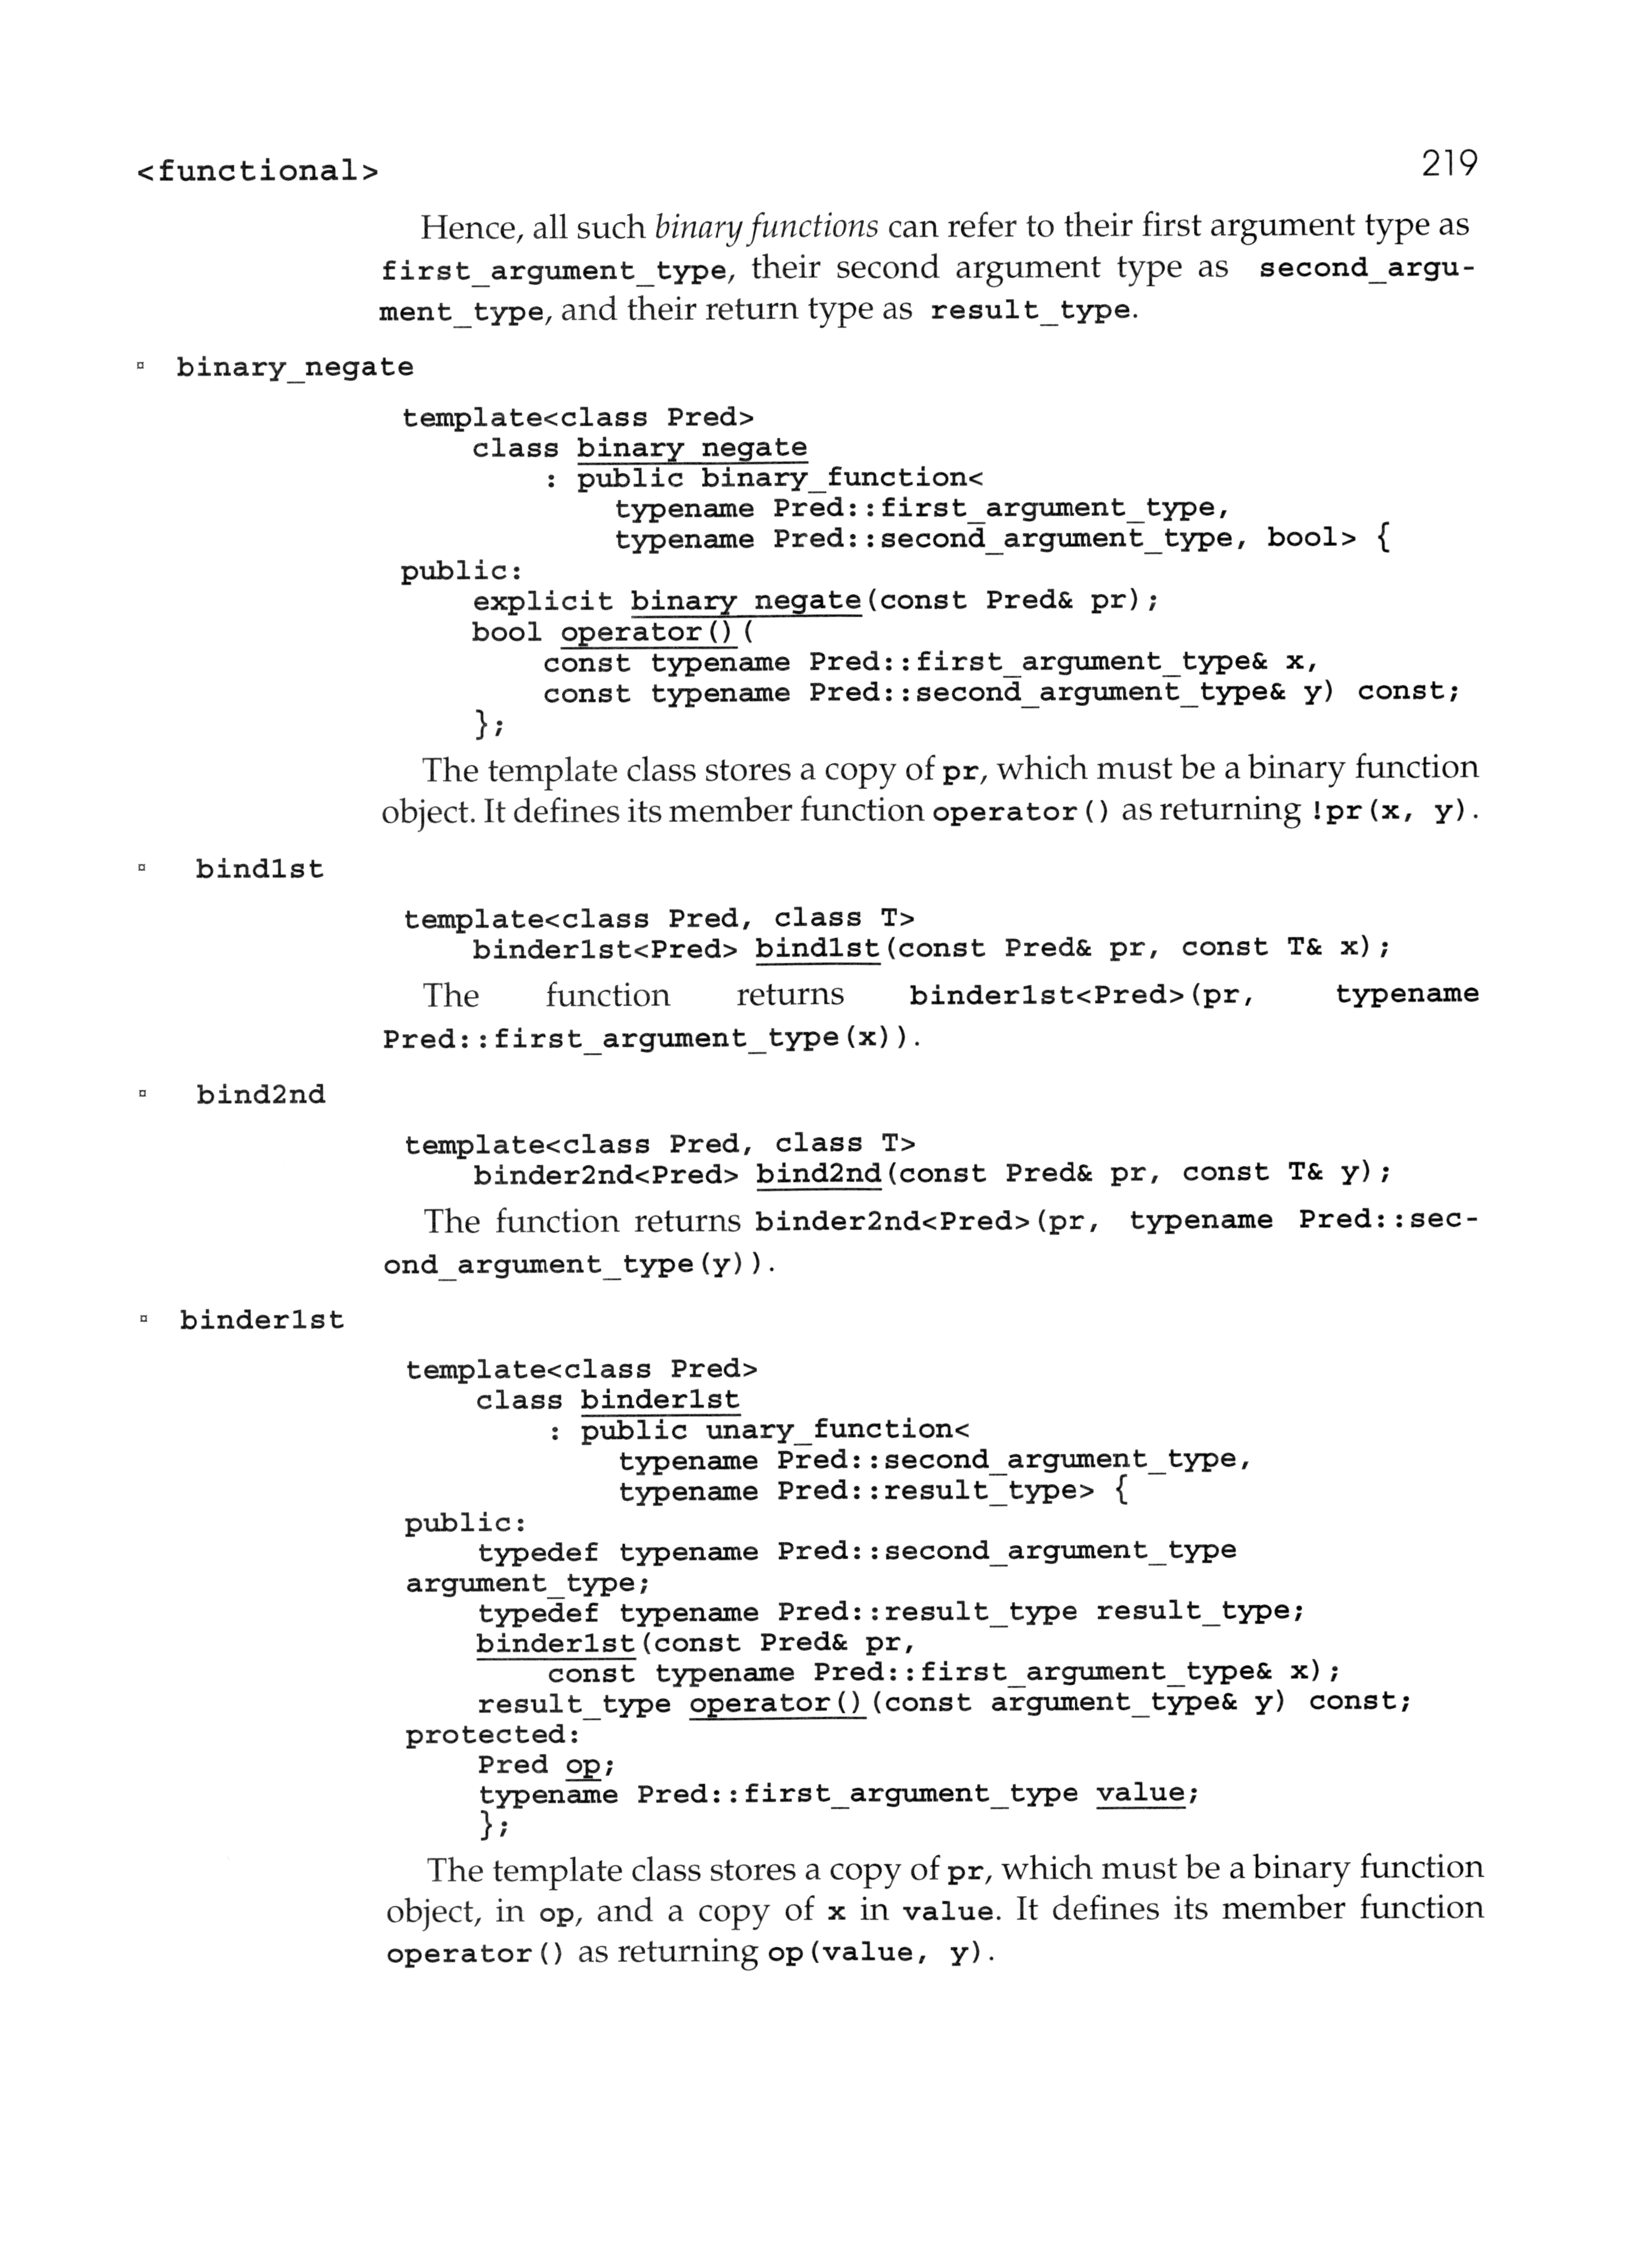 <functional> 219
Hence, all such binary functions can refer to their first argument type as
first_argument_type, their second argument type as second_argu-
ment_type, and their return type as result_type.
▫ binary_negate
template<class Pred>
class binary_negate
: public binary_function<
typename Pred::first_argument_type,
typename Pred::second_argument_type, bool> {
public:
explicit binary_negate(const Pred& pr);
bool operator()(
const typename Pred::first_argument_type& x,
const typename Pred::second_argument_type& y) const;
};
The template class stores a copy of pr, which must be a binary function
object. It defines its member function operator() as returning !pr(x, y).
▫ bind1st
template<class Pred, class T>
binder1st<Pred> bind1st(const Pred& pr, const T& x);
The function returns binder1st<Pred>(pr, typename
Pred::first_argument_type(x)).
▫ bind2nd
template<class Pred, class T>
binder2nd<Pred> bind2nd(const Pred& pr, const T& y);
The function returns binder2nd<Pred>(pr, typename Pred::sec-
ond_argument_type(y)).
▫ binder1st
template<class Pred>
class binder1st
: public unary_function<
typename Pred::second_argument_type,
typename Pred::result_type> {
public:
typedef typename Pred::second_argument_type
argument_type;
typedef typename Pred::result_type result_type;
binder1st(const Pred& pr,
const typename Pred::first_argument_type& x);
result_type operator()(const argument_type& y) const;
protected:
Pred op;
typename Pred::first_argument_type value;
};
The template class stores a copy of pr, which must be a binary function
object, in op, and a copy of x in value. It defines its member function
operator() as returning op(value, y).